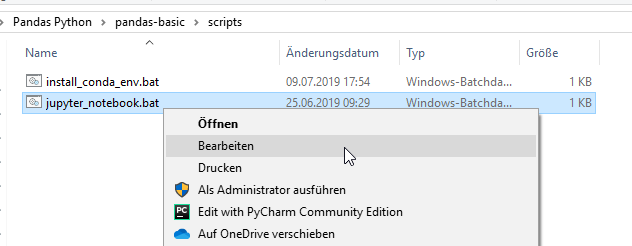 Pandas Python › pandas-basic › scripts
Name Änderungsdatum Typ Größe
install_conda_env.bat 09.07.2019 17:54 Windows-Batchda... 1 KB
jupyter_notebook.bat 25.06.2019 09:29 Windows-Batchda... 1 KB
Öffnen
Bearbeiten
Drucken
Als Administrator ausführen
Edit with PyCharm Community Edition
Auf OneDrive verschieben